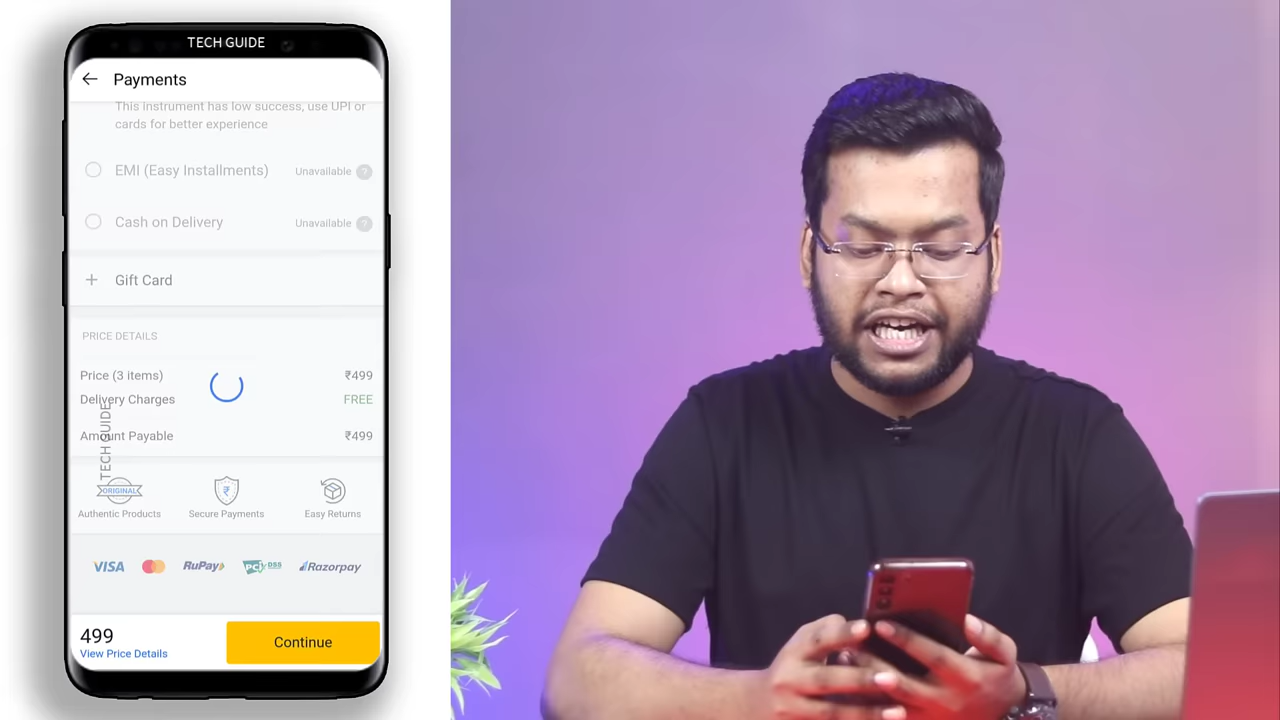 TECH GUIDE
Payments
This instrument has low success, use UPI or
cards for better experience
EMI (Easy Installments) Unavailable ?
Cash on Delivery Unavailable ?
+ Gift Card
PRICE DETAILS
Price (3 items) ₹499
Delivery Charges FREE
Amount Payable ₹499
TECH GUIDE
ORIGINAL ₹
Authentic Products Secure Payments Easy Returns
VISA RuPay PCI DSS Razorpay
499
View Price Details
Continue